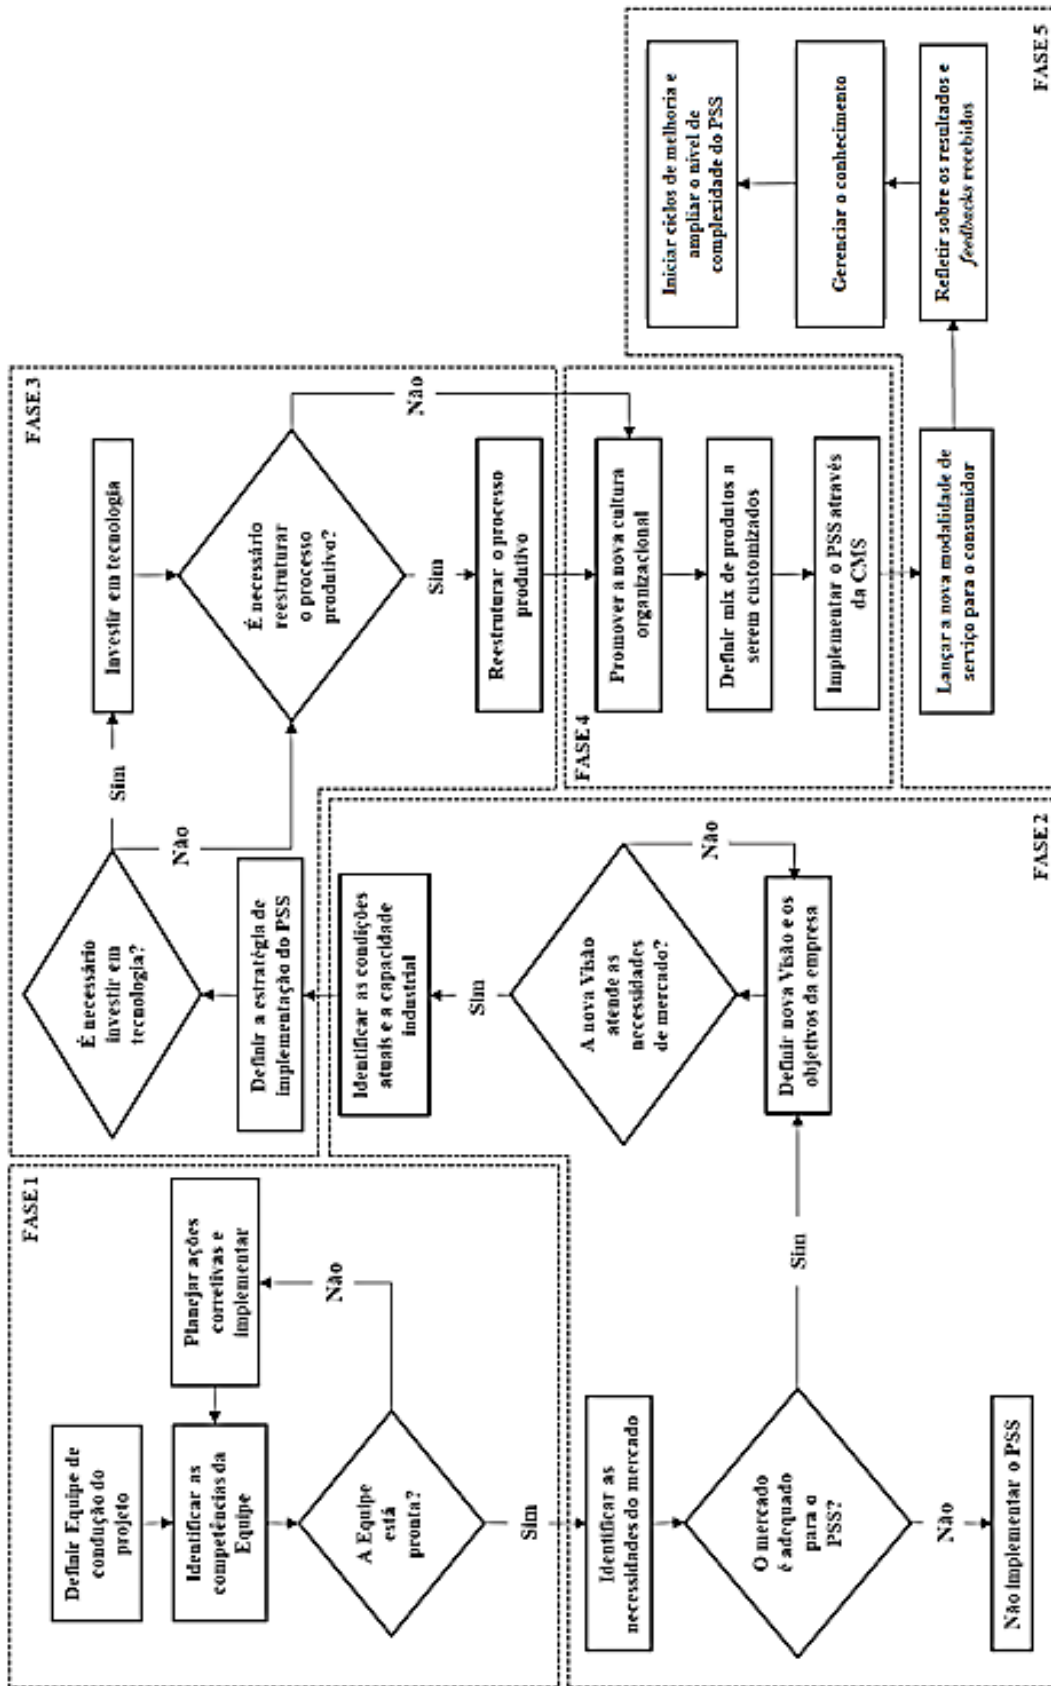 FASE 1
Definir Equipe de
condução do
projeto
Identificar as
competências da
Equipe
Planejar ações
corretivas e
implementar
A Equipe
está
pronta?
Não
Sim
FASE 2
Identificar as
necessidades do mercado
O mercado
é adequado
para o
PSS?
Não
Não implementar o PSS
Sim
Definir nova Visão e os
objetivos da empresa
A nova Visão
atende as
necessidades
de mercado?
Não
Sim
Identificar as condições
atuais e a capacidade
industrial
FASE 3
Definir a estratégia de
implementação do PSS
É necessário
investir em
tecnologia?
Sim
Não
Investir em tecnologia
É necessário
reestruturar
o processo
produtivo?
Não
Sim
Reestruturar o processo
produtivo
FASE 4
Promover a nova cultura
organizacional
Definir mix de produtos a
serem customizados
Implementar o PSS através
da CMS
FASE 5
Lançar a nova modalidade de
serviço para o consumidor
Refletir sobre os resultados e
feedbacks recebidos
Gerenciar o conhecimento
Iniciar ciclos de melhoria e
ampliar o nível de
complexidade do PSS